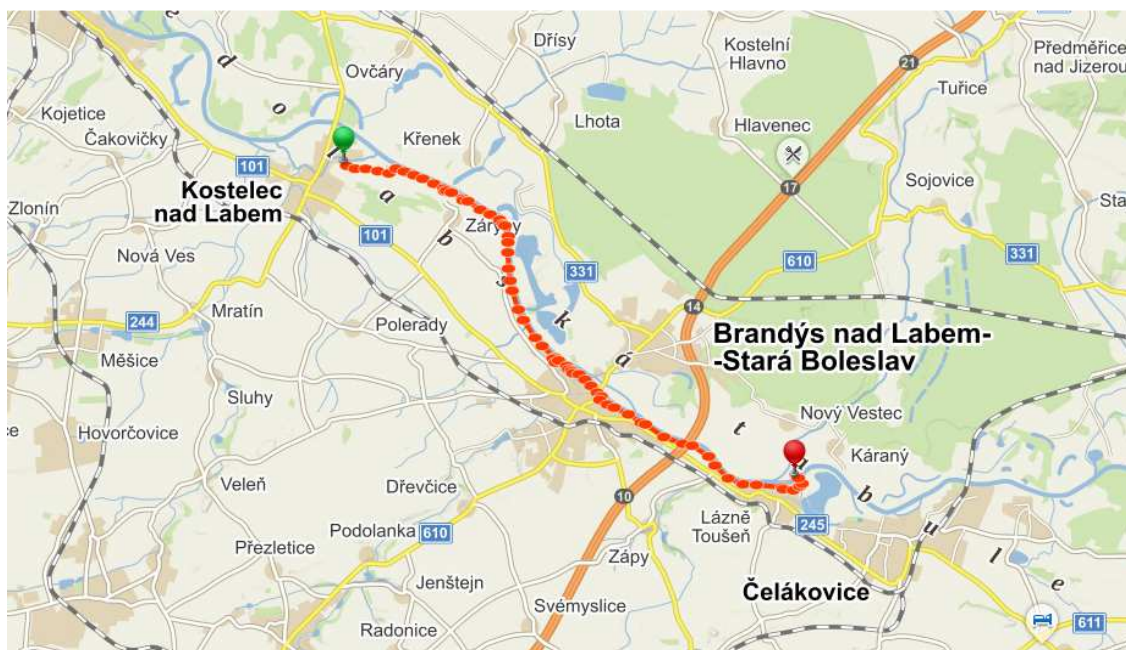 Dřísy
Kostelní
Hlavno
21
Předměřice
nad Jizerou
Ovčáry
Tuřice
Kojetice
Lhota
Čakovičky
Křenek
Hlavenec
101
Kostelec
nad Labem
17
Sojovice
Zlonín
Sta
Záryby
Nová Ves
101
331
610
331
Mratín
14
244
Polerady
Brandýs nad Labem-
-Stará Boleslav
Měšice
Sluhy
Nový Vestec
Hovorčovice
Káraný
ce
Veleň
Dřevčice
10
Lázně
Toušeň
245
Podolanka
610
Přezletice
Zápy
Jenštejn
Čelákovice
Svémyslice
Radonice
611